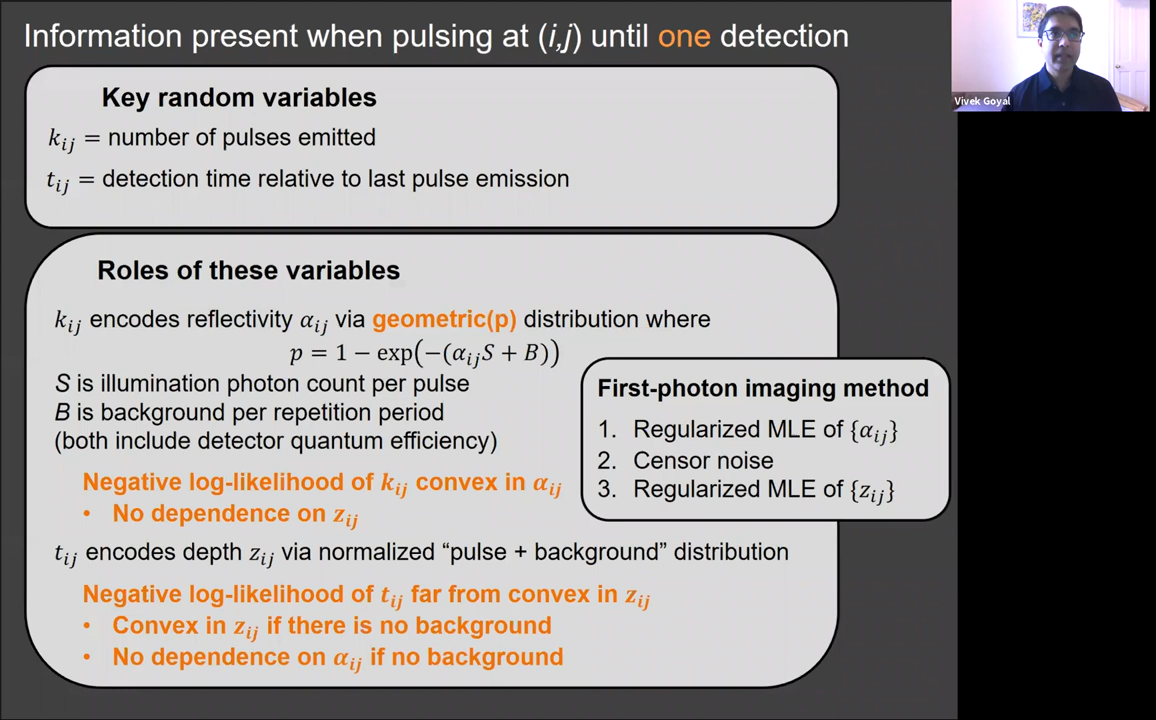 Information present when pulsing at (i,j) until one detection
Vivek Goyal
Key random variables
k_ij = number of pulses emitted
t_ij = detection time relative to last pulse emission
Roles of these variables
k_ij encodes reflectivity α_ij via geometric(p) distribution where
p = 1 − exp(−(α_ij S + B))
S is illumination photon count per pulse
B is background per repetition period
(both include detector quantum efficiency)
Negative log-likelihood of k_ij convex in α_ij
• No dependence on z_ij
t_ij encodes depth z_ij via normalized “pulse + background” distribution
Negative log-likelihood of t_ij far from convex in z_ij
• Convex in z_ij if there is no background
• No dependence on α_ij if no background
First-photon imaging method
1. Regularized MLE of {α_ij}
2. Censor noise
3. Regularized MLE of {z_ij}